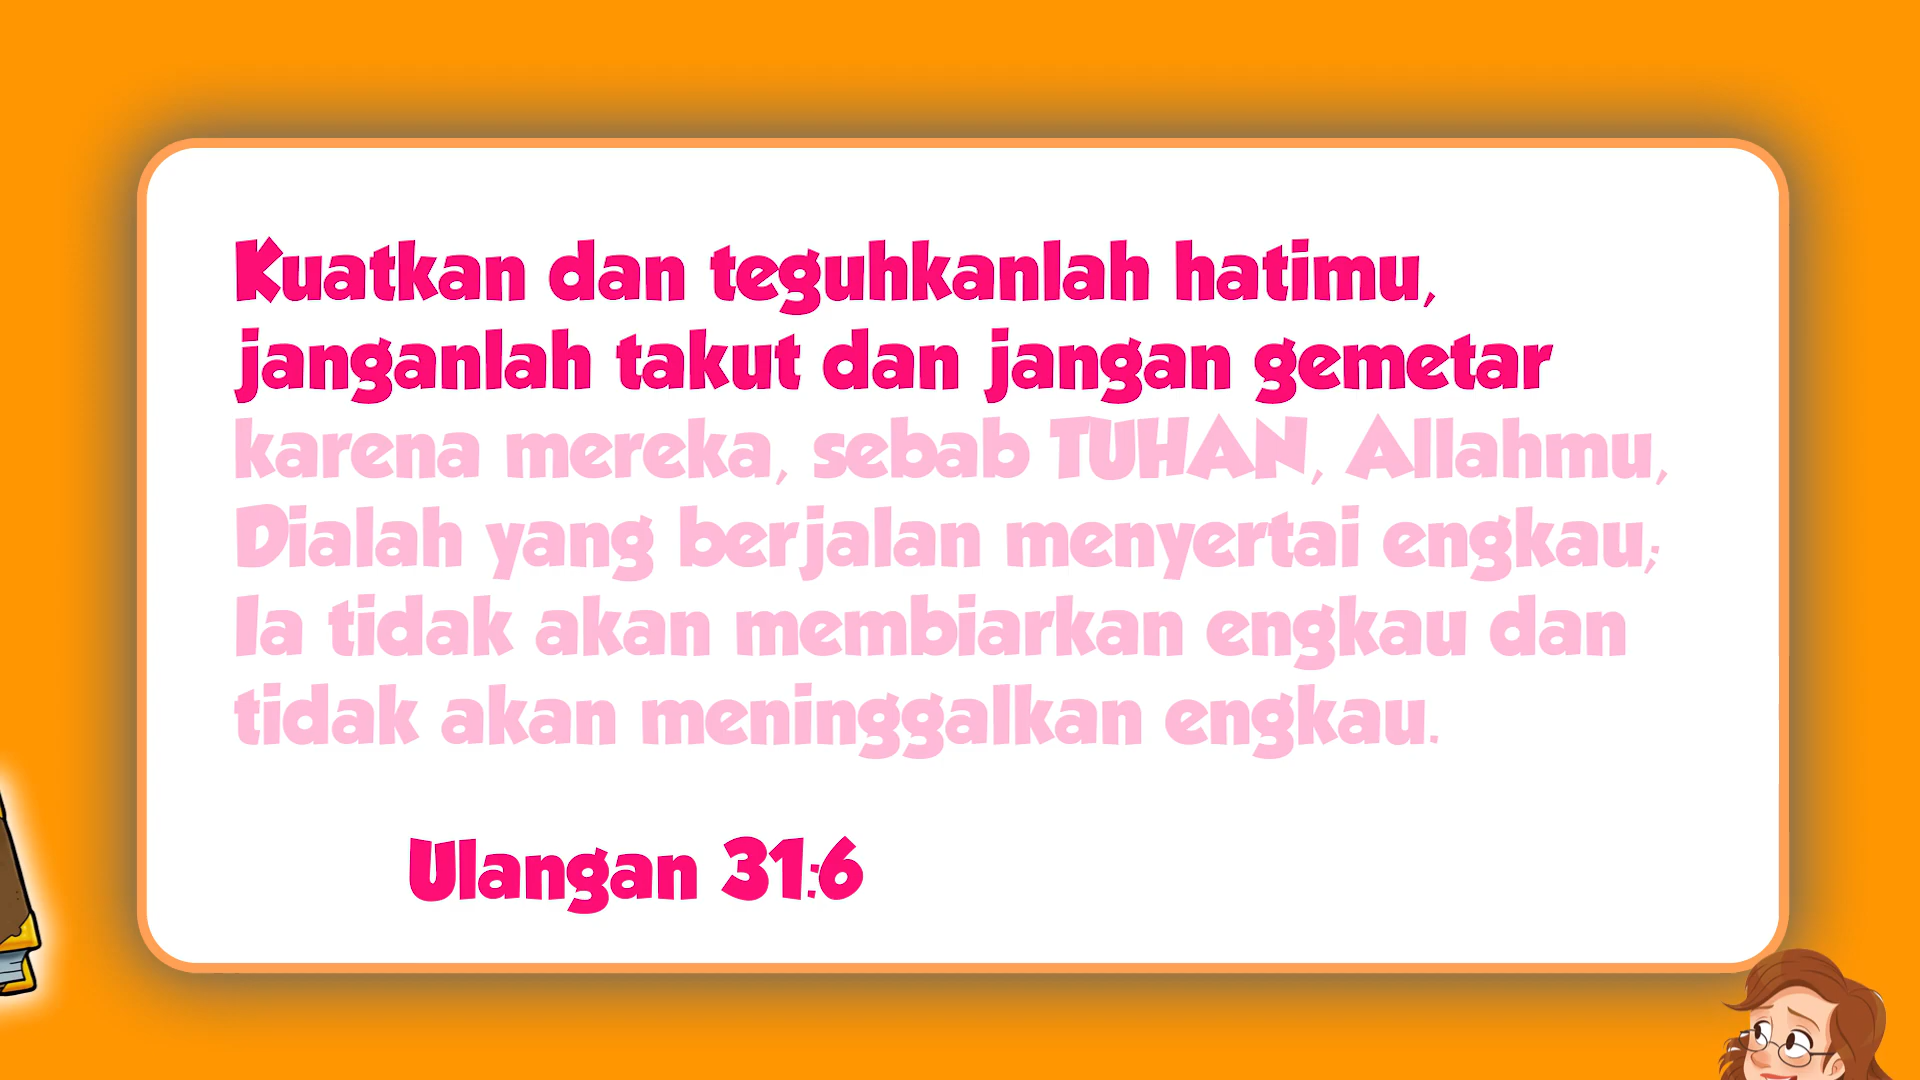 Kuatkan dan teguhkanlah hatimu,
janganlah takut dan jangan gemetar
karena mereka, sebab TUHAN, Allahmu,
Dialah yang berjalan menyertai engkau;
Ia tidak akan membiarkan engkau dan
tidak akan meninggalkan engkau.
Ulangan 31:6